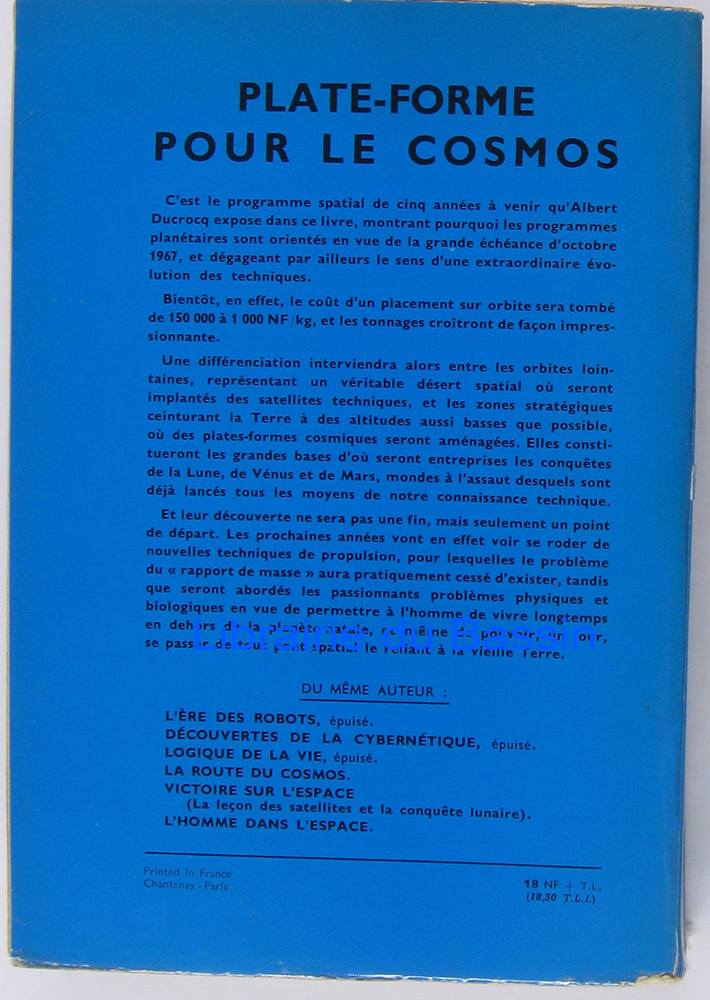 PLATE-FORME
POUR LE COSMOS
C'est le programme spatial de cinq années à venir qu'Albert
Ducrocq expose dans ce livre, montrant pourquoi les programmes
planétaires sont orientés en vue de la grande échéance d'octobre
1967, et dégageant par ailleurs le sens d'une extraordinaire évo-
lution des techniques.
Bientôt, en effet, le coût d'un placement sur orbite sera tombé
de 150 000 à 1 000 NF/kg, et les tonnages croitront de façon impres-
sionnante.
Une différenciation interviendra alors entre les orbites loin-
taines, représentant un véritable désert spatial où seront
implantés des satellites techniques, et les zones stratégiques
ceinturant la Terre à des altitudes aussi basses que possible,
où des plates-formes cosmiques seront aménagées. Elles consti-
tueront les grandes bases d'où seront entreprises les conquêtes
de la Lune, de Vénus et de Mars, mondes à l'assaut desquels sont
déjà lancés tous les moyens de notre connaissance technique.
Et leur découverte ne sera pas une fin, mais seulement un point
de départ. Les prochaines années vont en effet voir se roder de
nouvelles techniques de propulsion, pour lesquelles le problème
du « rapport de masse » aura pratiquement cessé d'exister, tandis
que seront abordés les passionnants problèmes physiques et
biologiques en vue de permettre à l'homme de vivre longtemps
en dehors de la planète natale, même pouvoir, un jour,
se passer de tout pont spatial le reliant à la vieille Terre.
Librairie du Bassin
DU MÊME AUTEUR :
L'ÈRE DES ROBOTS, épuisé.
DÉCOUVERTES DE LA CYBERNÉTIQUE, épuisé.
LOGIQUE DE LA VIE, épuisé.
LA ROUTE DU COSMOS.
VICTOIRE SUR L'ESPACE
(La leçon des satellites et la conquête lunaire).
L'HOMME DANS L'ESPACE.
Printed in France
Chantenay - Paris
18 NF + T.L.
(18,50 T.L.I.)